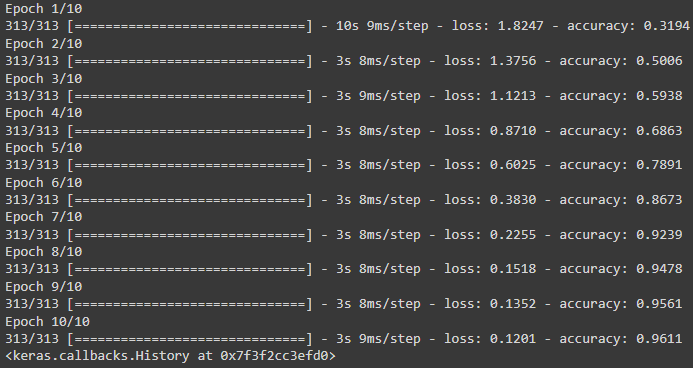 Epoch 1/10
313/313 [==============================] - 10s 9ms/step - loss: 1.8247 - accuracy: 0.3194
Epoch 2/10
313/313 [==============================] - 3s 8ms/step - loss: 1.3756 - accuracy: 0.5006
Epoch 3/10
313/313 [==============================] - 3s 9ms/step - loss: 1.1213 - accuracy: 0.5938
Epoch 4/10
313/313 [==============================] - 3s 8ms/step - loss: 0.8710 - accuracy: 0.6863
Epoch 5/10
313/313 [==============================] - 3s 8ms/step - loss: 0.6025 - accuracy: 0.7891
Epoch 6/10
313/313 [==============================] - 3s 8ms/step - loss: 0.3830 - accuracy: 0.8673
Epoch 7/10
313/313 [==============================] - 3s 8ms/step - loss: 0.2255 - accuracy: 0.9239
Epoch 8/10
313/313 [==============================] - 3s 8ms/step - loss: 0.1518 - accuracy: 0.9478
Epoch 9/10
313/313 [==============================] - 3s 8ms/step - loss: 0.1352 - accuracy: 0.9561
Epoch 10/10
313/313 [==============================] - 3s 9ms/step - loss: 0.1201 - accuracy: 0.9611
<keras.callbacks.History at 0x7f3f2cc3efd0>